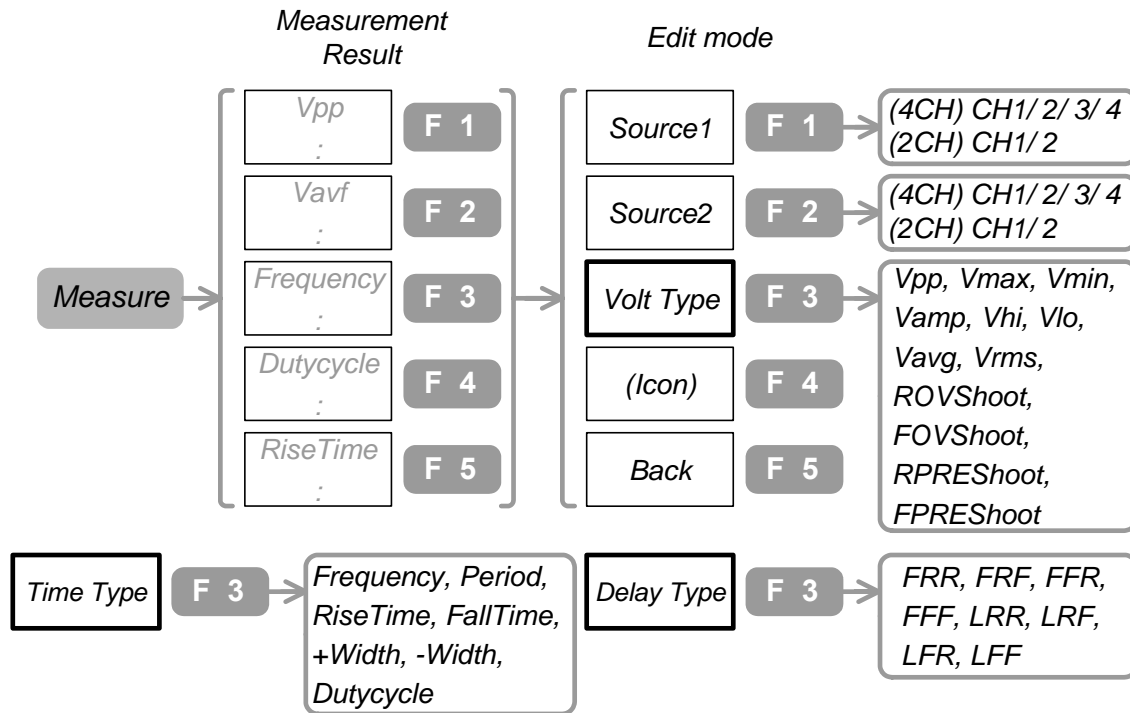 Measurement
Result
Edit mode
Vpp
:
F 1
Source1
F 1
(4CH) CH1/ 2/ 3/ 4
(2CH) CH1/ 2
Vavf
:
F 2
Source2
F 2
(4CH) CH1/ 2/ 3/ 4
(2CH) CH1/ 2
Measure
Frequency
:
F 3
Volt Type
F 3
Vpp, Vmax, Vmin,
Vamp, Vhi, Vlo,
Vavg, Vrms,
ROVShoot,
FOVShoot,
RPREShoot,
FPREShoot
Dutycycle
:
F 4
(Icon)
F 4
RiseTime
:
F 5
Back
F 5
Time Type
F 3
Frequency, Period,
RiseTime, FallTime,
+Width, -Width,
Dutycycle
Delay Type
F 3
FRR, FRF, FFR,
FFF, LRR, LRF,
LFR, LFF